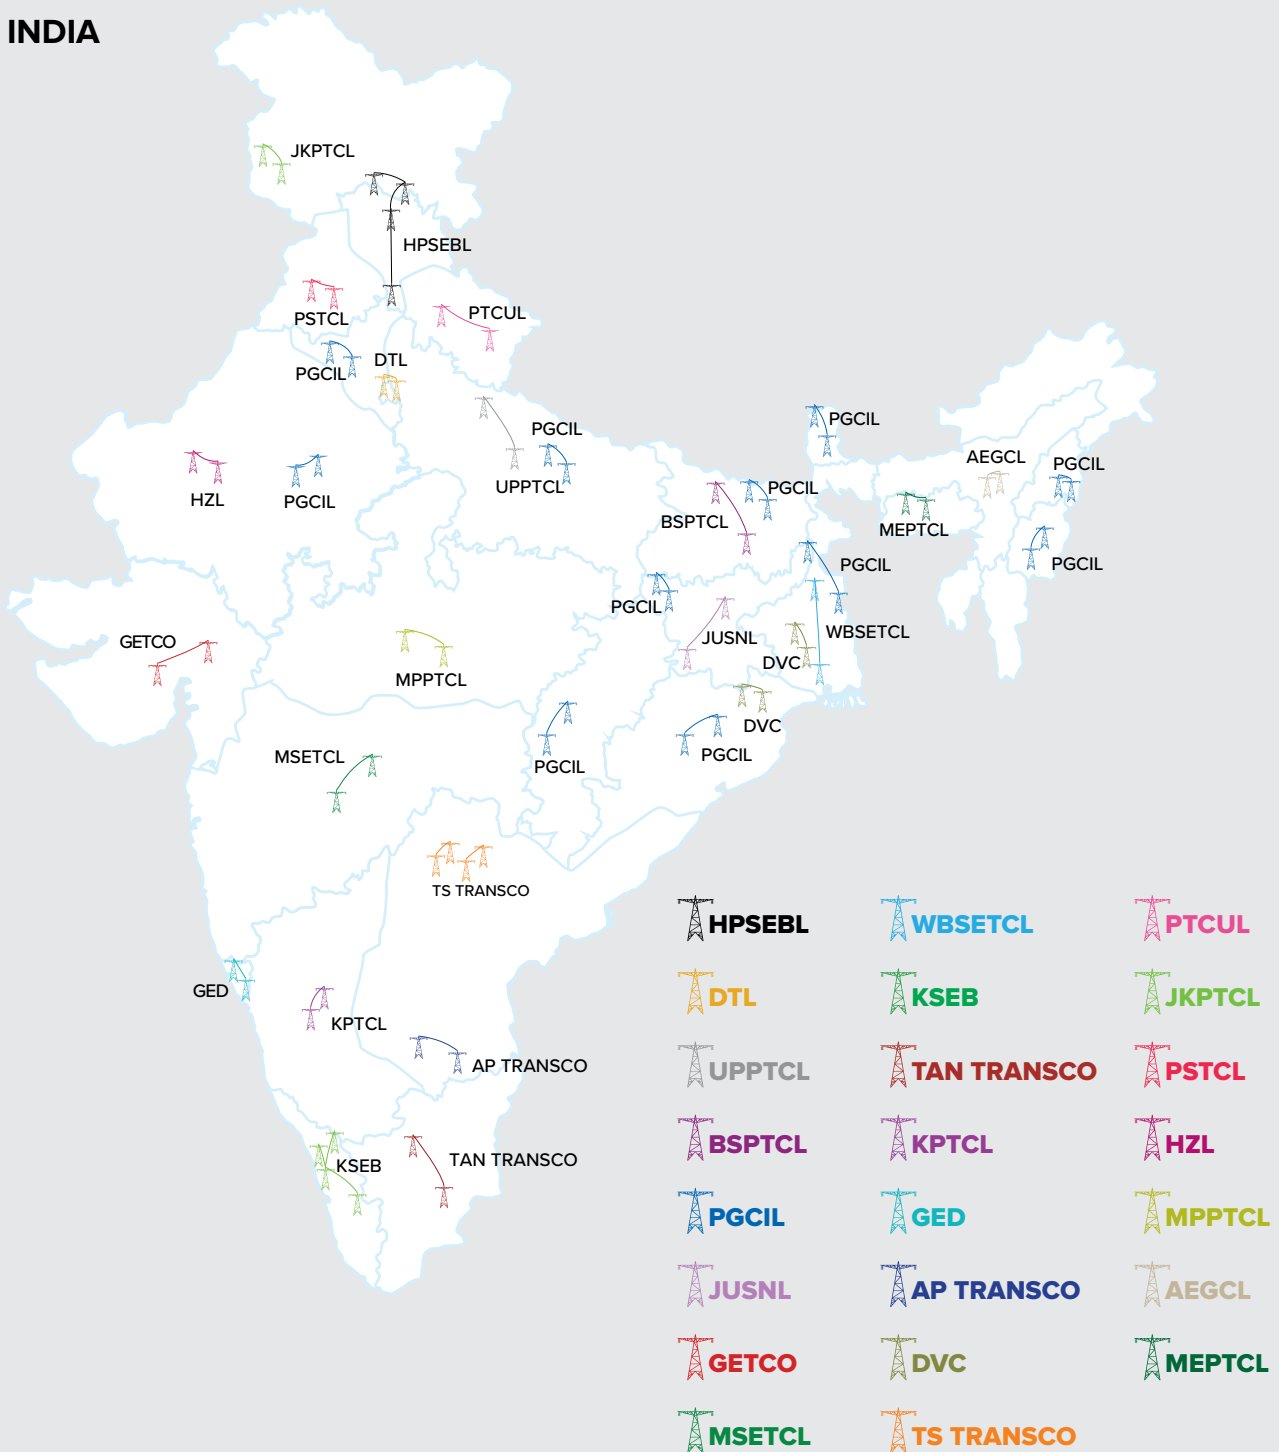 INDIA
JKPTCL
HPSEBL
PSTCL
PTCUL
PGCIL
DTL
PGCIL
UPPTCL
HZL
PGCIL
PGCIL
AEGCL
PGCIL
PGCIL
BSPTCL
MEPTCL
PGCIL
PGCIL
PGCIL
JUSNL
WBSETCL
DVC
GETCO
MPPTCL
DVC
PGCIL
PGCIL
MSETCL
TS TRANSCO
GED
KPTCL
AP TRANSCO
KSEB
TAN TRANSCO
HPSEBL
WBSETCL
PTCUL
DTL
KSEB
JKPTCL
UPPTCL
TAN TRANSCO
PSTCL
BSPTCL
KPTCL
HZL
PGCIL
GED
MPPTCL
JUSNL
AP TRANSCO
AEGCL
GETCO
DVC
MEPTCL
MSETCL
TS TRANSCO